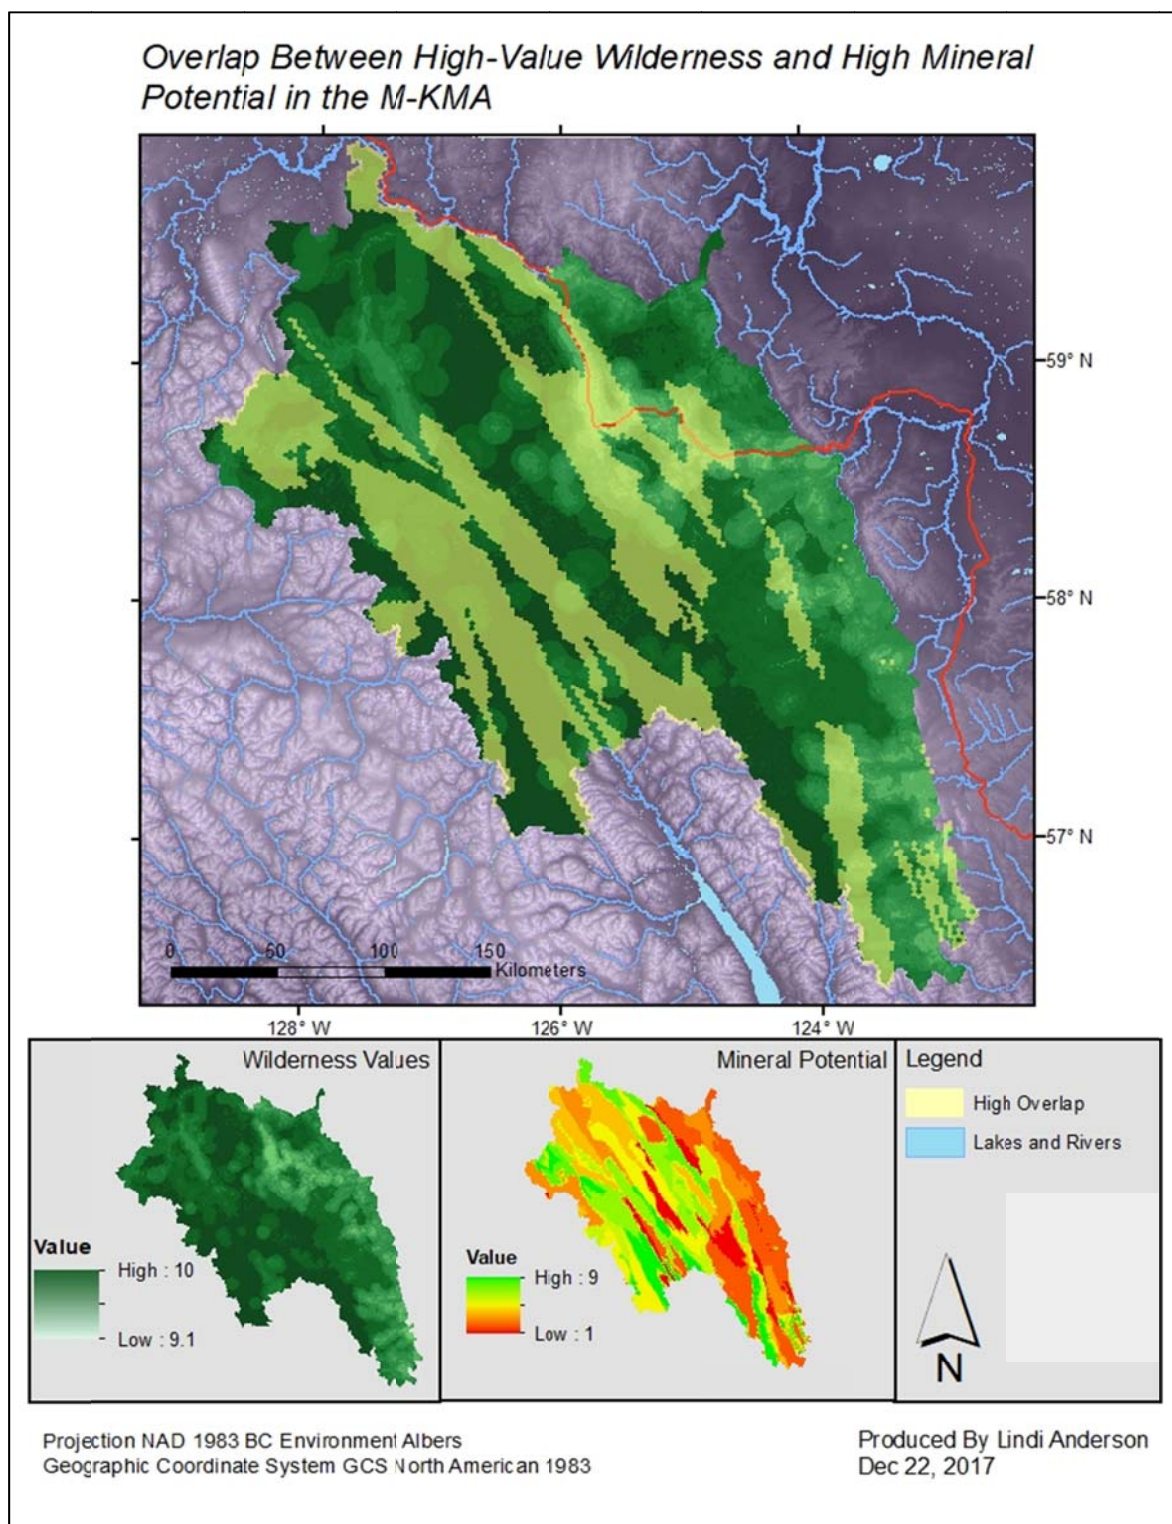 Overlap Between High-Value Wilderness and High Mineral
Potential in the M-KMA
59° N
58° N
57° N
0 50 100 150
Kilometers
128° W 126° W 124° W
Wilderness Values
Value
High : 10
Low : 9.1
Mineral Potential
Value
High : 9
Low : 1
Legend
High Overlap
Lakes and Rivers
N
Projection NAD 1983 BC Environment Albers
Geographic Coordinate System GCS North American 1983
Produced By Lindi Anderson
Dec 22, 2017